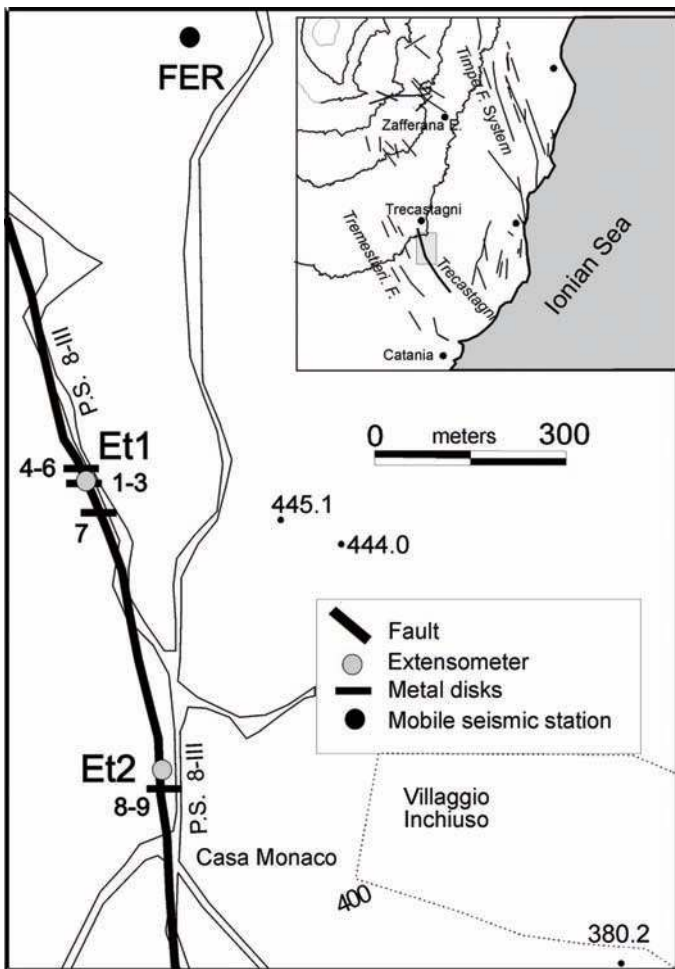 FER
Timpa F. System
Zafferana E.
Trecastagni
Tremestieri. F.
Trecastagni
Ionian Sea
Catania
P.S. 8-III
Et1
4-6
1-3
7
0 meters 300
445.1
444.0
Fault
Extensometer
Metal disks
Mobile seismic station
Et2
8-9
P.S. 8-III
Villaggio
Inchiuso
Casa Monaco
400
380.2